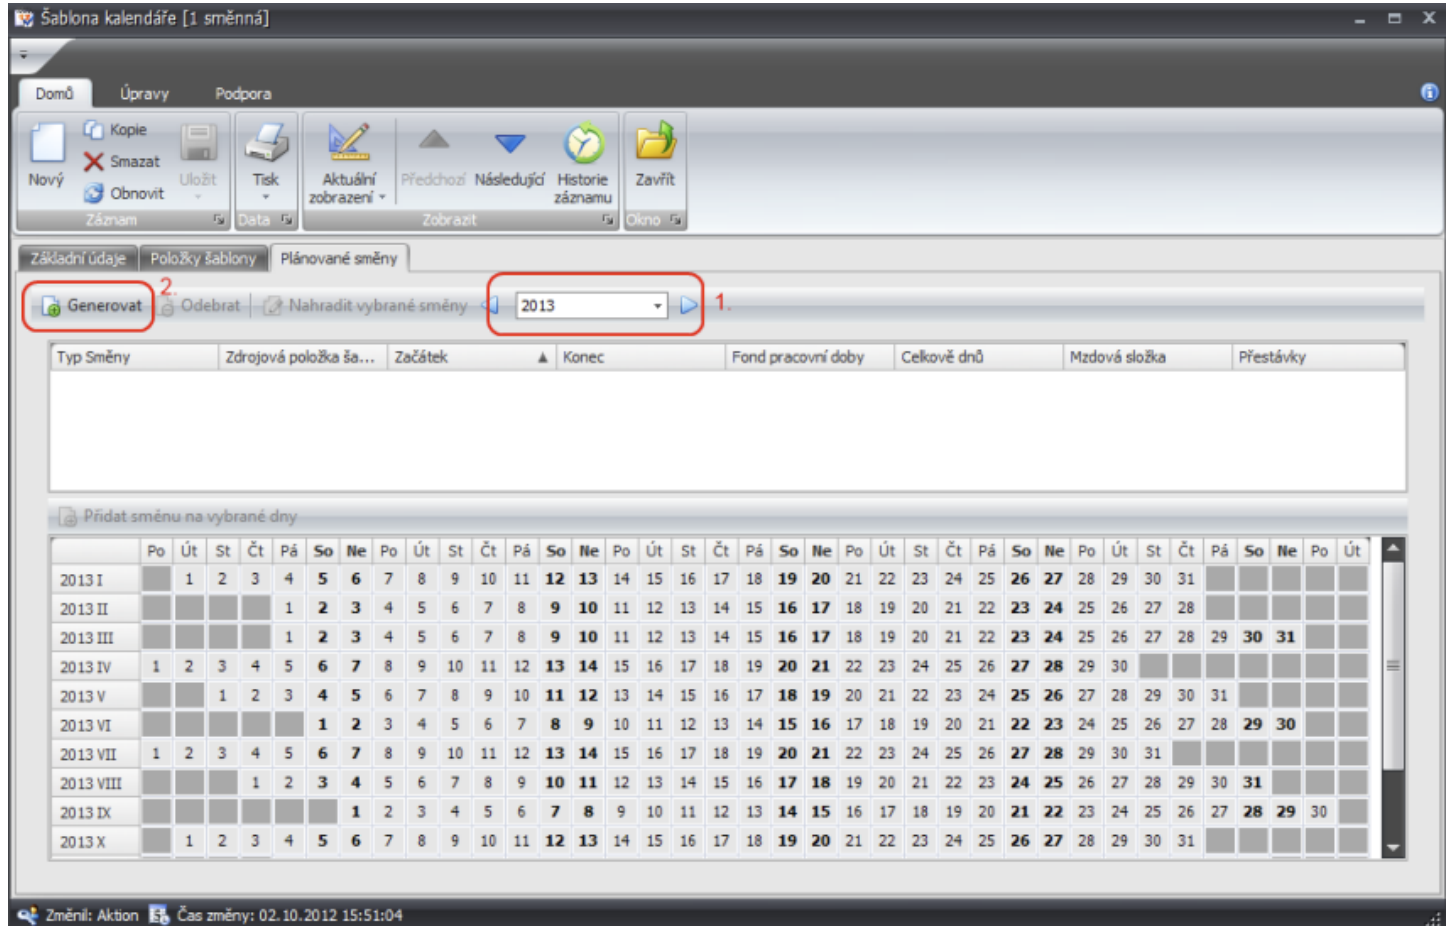 Šablona kalendáře [1 směnná]
Domů Úpravy Podpora
Nový Kopie Smazat Obnovit Uložit Tisk Aktuální zobrazení Předchozí Následující Historie záznamu Zavřít
Záznam Data Zobrazit Okno
Základní údaje Položky šablony Plánované směny
Generovat 2. Odebrat Nahradit vybrané směny 2013 1.
Typ Směny Zdrojová položka ša... Začátek Konec Fond pracovní doby Celkově dnů Mzdová složka Přestávky
Přidat směnu na vybrané dny
Po Út St Čt Pá So Ne Po Út St Čt Pá So Ne Po Út St Čt Pá So Ne Po Út St Čt Pá So Ne Po Út St Čt Pá So Ne Po Út
2013 I 1 2 3 4 5 6 7 8 9 10 11 12 13 14 15 16 17 18 19 20 21 22 23 24 25 26 27 28 29 30 31
2013 II 1 2 3 4 5 6 7 8 9 10 11 12 13 14 15 16 17 18 19 20 21 22 23 24 25 26 27 28
2013 III 1 2 3 4 5 6 7 8 9 10 11 12 13 14 15 16 17 18 19 20 21 22 23 24 25 26 27 28 29 30 31
2013 IV 1 2 3 4 5 6 7 8 9 10 11 12 13 14 15 16 17 18 19 20 21 22 23 24 25 26 27 28 29 30
2013 V 1 2 3 4 5 6 7 8 9 10 11 12 13 14 15 16 17 18 19 20 21 22 23 24 25 26 27 28 29 30 31
2013 VI 1 2 3 4 5 6 7 8 9 10 11 12 13 14 15 16 17 18 19 20 21 22 23 24 25 26 27 28 29 30
2013 VII 1 2 3 4 5 6 7 8 9 10 11 12 13 14 15 16 17 18 19 20 21 22 23 24 25 26 27 28 29 30 31
2013 VIII 1 2 3 4 5 6 7 8 9 10 11 12 13 14 15 16 17 18 19 20 21 22 23 24 25 26 27 28 29 30 31
2013 IX 1 2 3 4 5 6 7 8 9 10 11 12 13 14 15 16 17 18 19 20 21 22 23 24 25 26 27 28 29 30
2013 X 1 2 3 4 5 6 7 8 9 10 11 12 13 14 15 16 17 18 19 20 21 22 23 24 25 26 27 28 29 30 31
Změnil: Aktion Čas změny: 02.10.2012 15:51:04